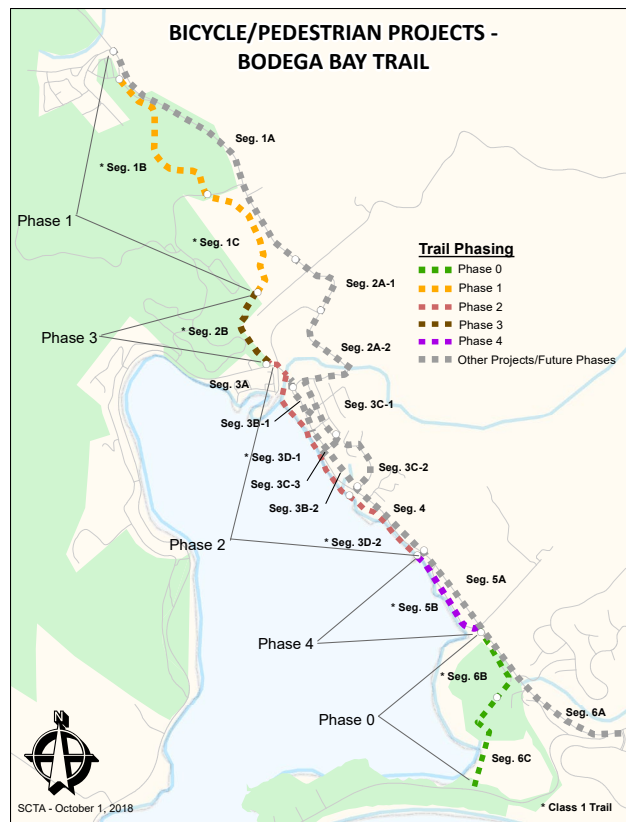 BICYCLE/PEDESTRIAN PROJECTS -
BODEGA BAY TRAIL
Seg. 1A
* Seg. 1B
Phase 1
* Seg. 1C
Trail Phasing
Phase 0
Phase 1
Phase 2
Phase 3
Phase 4
Other Projects/Future Phases
Seg. 2A-1
Phase 3
* Seg. 2B
Seg. 2A-2
Seg. 3A
Seg. 3C-1
Seg. 3B-1
* Seg. 3D-1
Seg. 3C-2
Seg. 3C-3
Seg. 3B-2
Seg. 4
Phase 2
* Seg. 3D-2
Seg. 5A
* Seg. 5B
Phase 4
* Seg. 6B
Phase 0
Seg. 6A
Seg. 6C
N
SCTA - October 1, 2018
* Class 1 Trail